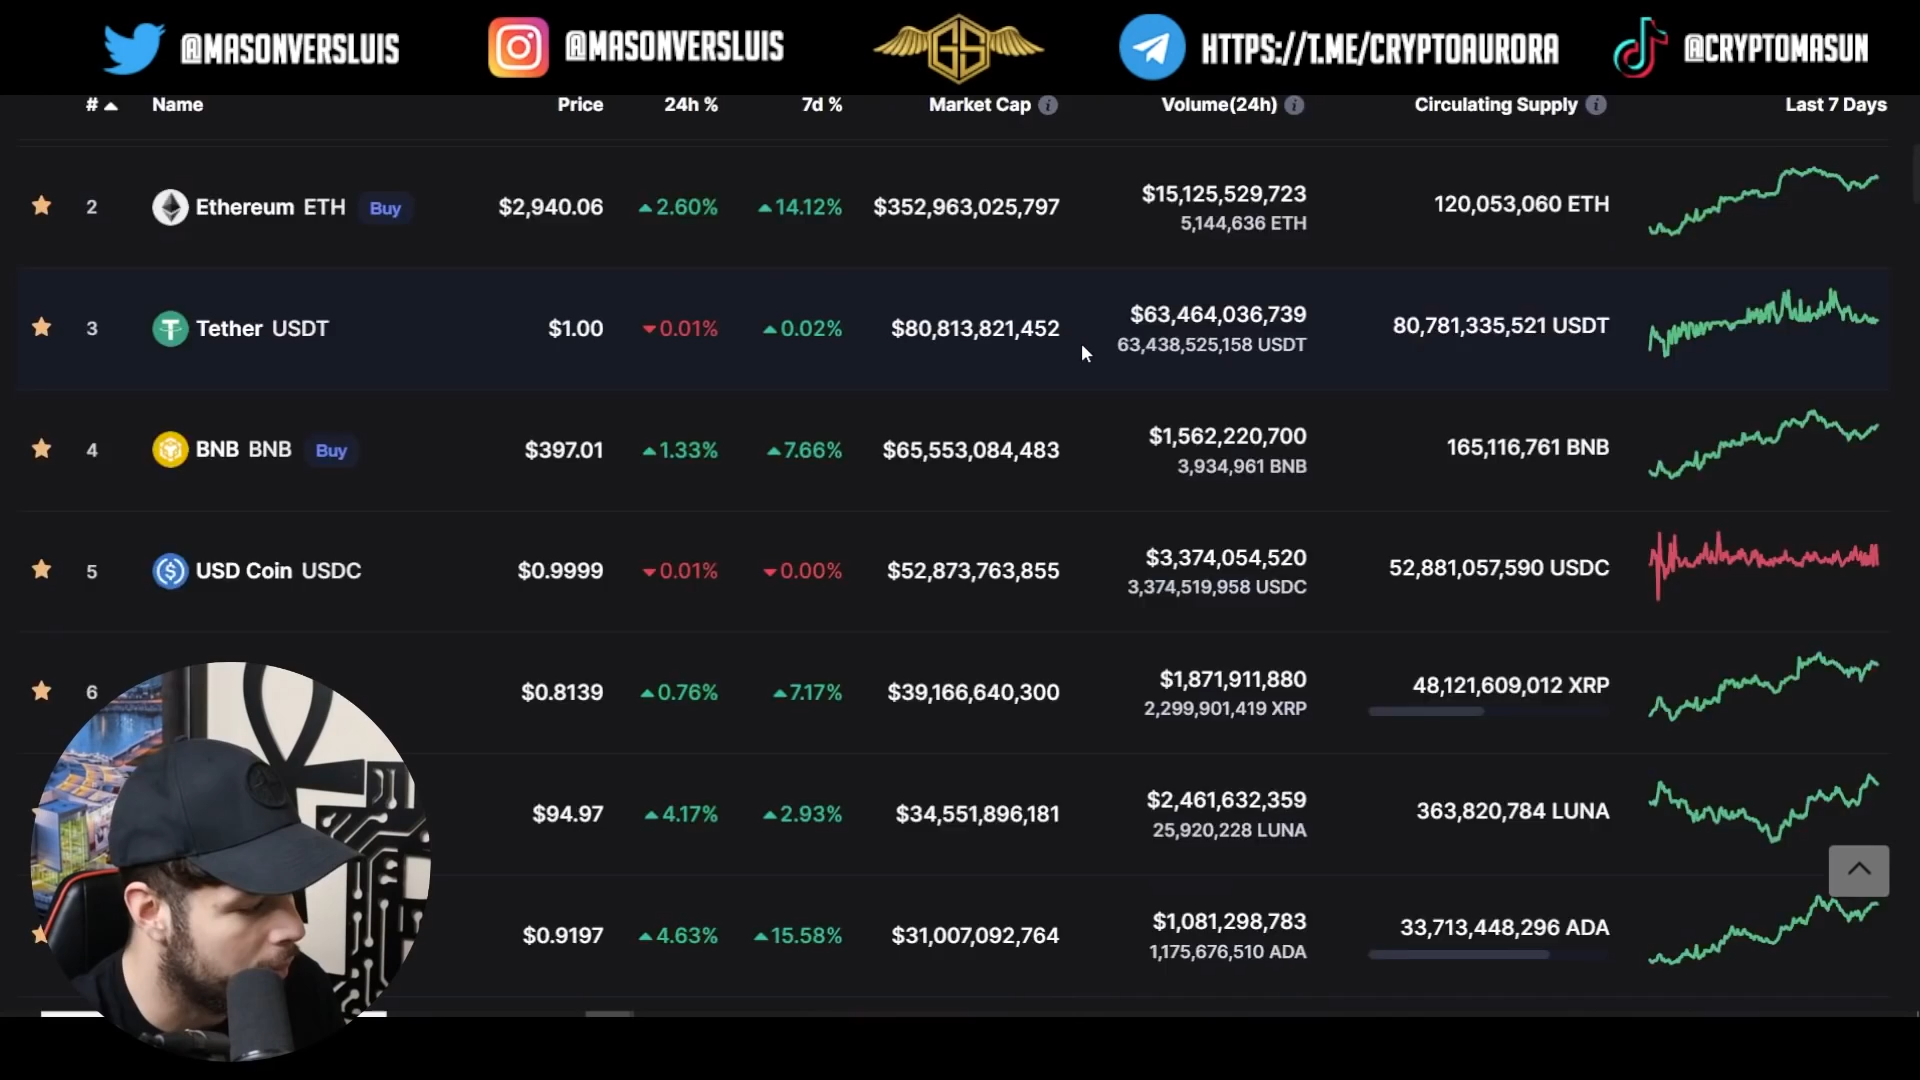 @MASONVERSLUIS @MASONVERSLUIS GS HTTPS://T.ME/CRYPTOAURORA @CRYPTOMASUN
# Name Price 24h % 7d % Market Cap Volume(24h) Circulating Supply Last 7 Days
2 Ethereum ETH Buy $2,940.06 2.60% 14.12% $352,963,025,797 $15,125,529,723 120,053,060 ETH
5,144,636 ETH
3 Tether USDT $1.00 0.01% 0.02% $80,813,821,452 $63,464,036,739 80,781,335,521 USDT
63,438,525,158 USDT
4 BNB BNB Buy $397.01 1.33% 7.66% $65,553,084,483 $1,562,220,700 165,116,761 BNB
3,934,961 BNB
5 USD Coin USDC $0.9999 0.01% 0.00% $52,873,763,855 $3,374,054,520 52,881,057,590 USDC
3,374,519,958 USDC
6 $0.8139 0.76% 7.17% $39,166,640,300 $1,871,911,880 48,121,609,012 XRP
2,299,901,419 XRP
$94.97 4.17% 2.93% $34,551,896,181 $2,461,632,359 363,820,784 LUNA
25,920,228 LUNA
$0.9197 4.63% 15.58% $31,007,092,764 $1,081,298,783 33,713,448,296 ADA
1,175,676,510 ADA